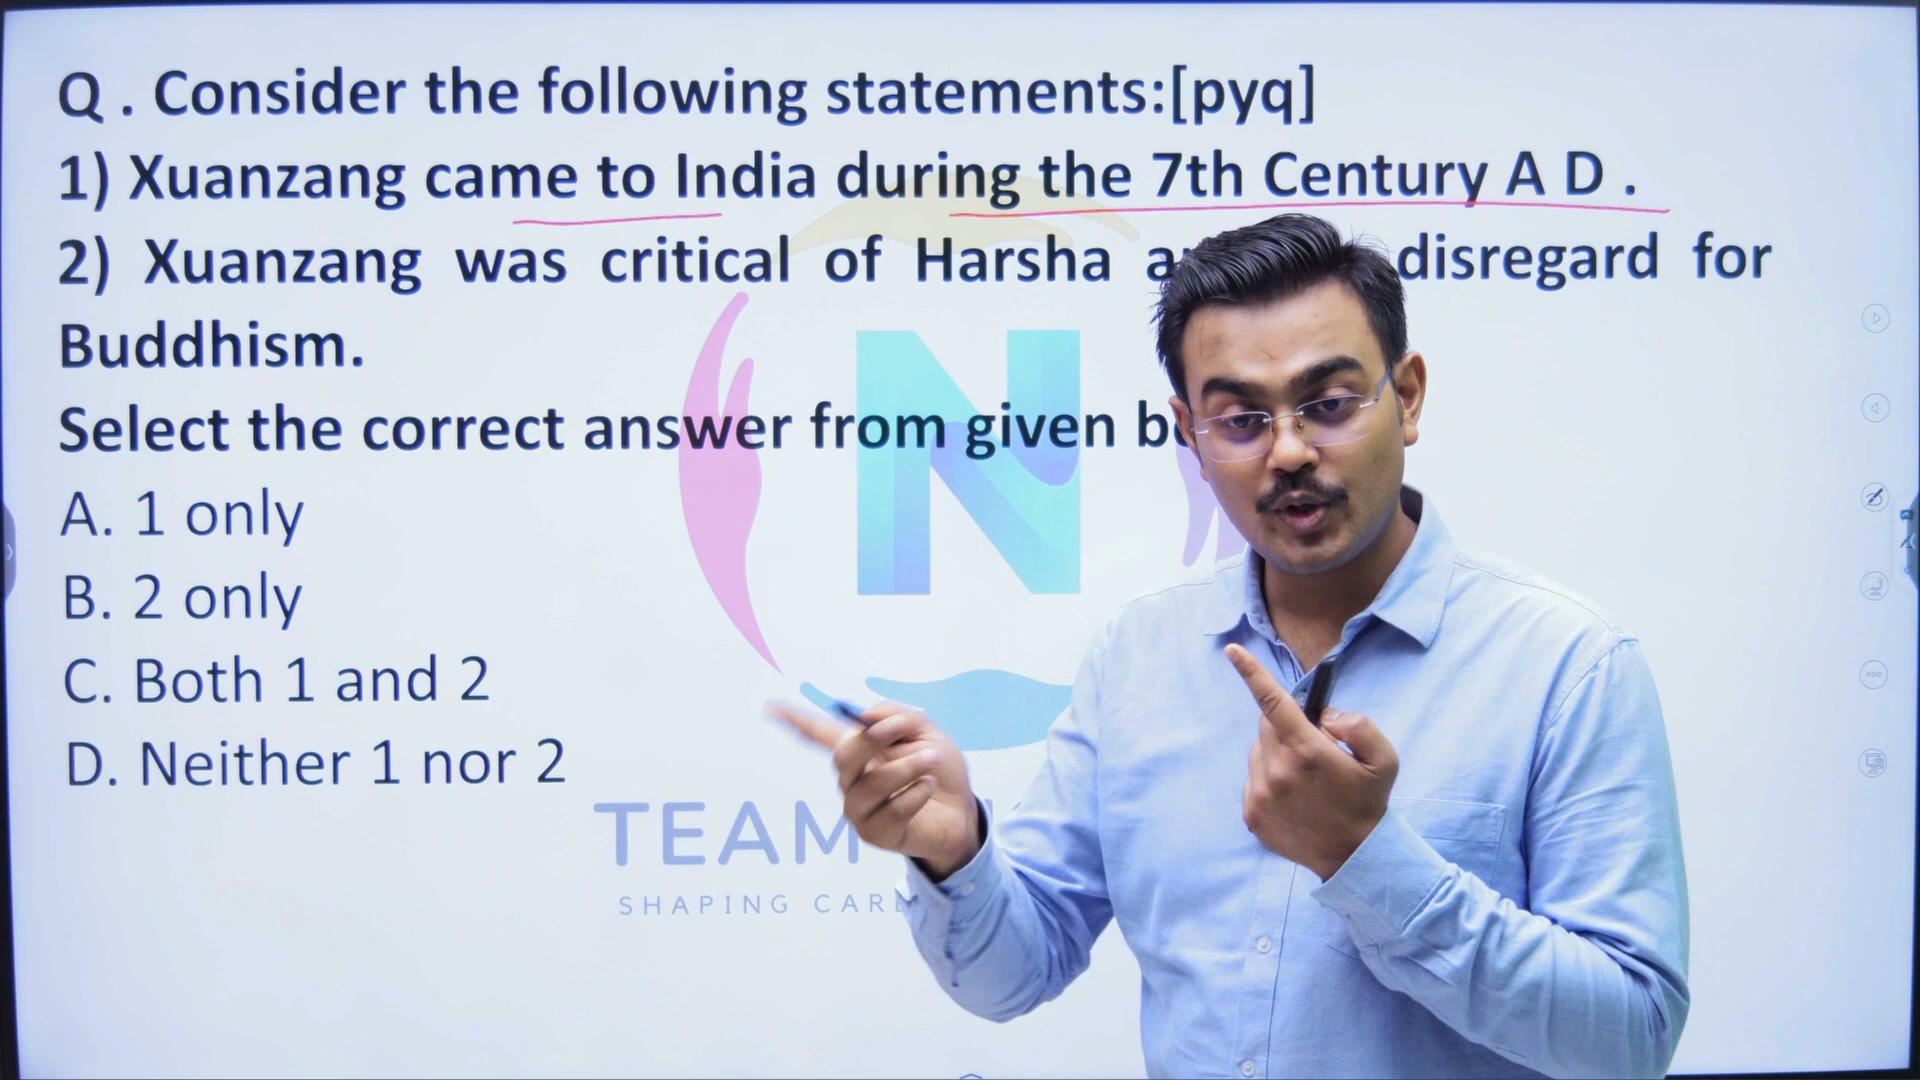 Q . Consider the following statements:[pyq]
1) Xuanzang came to India during the 7th Century A D .
2) Xuanzang was critical of Harsha disregard for
Buddhism.
Select the correct answer from given
A. 1 only
B. 2 only
C. Both 1 and 2
D. Neither 1 nor 2
N
TEAM
SHAPING